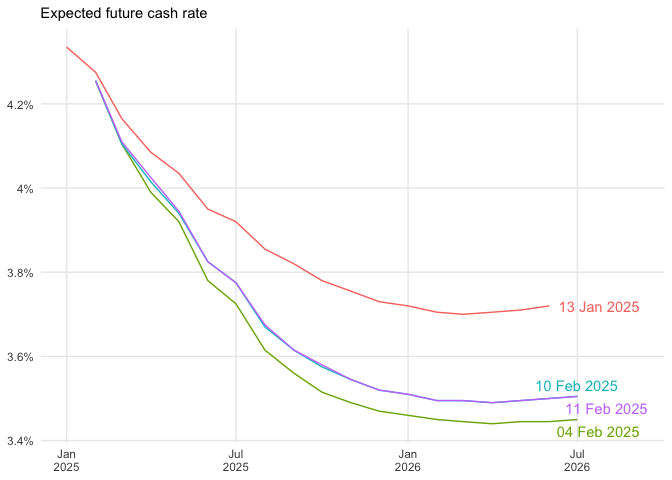 Expected future cash rate
4.2%
4%
3.8%
3.6%
3.4%
13 Jan 2025
10 Feb 2025
11 Feb 2025
04 Feb 2025
Jan
2025
Jul
2025
Jan
2026
Jul
2026